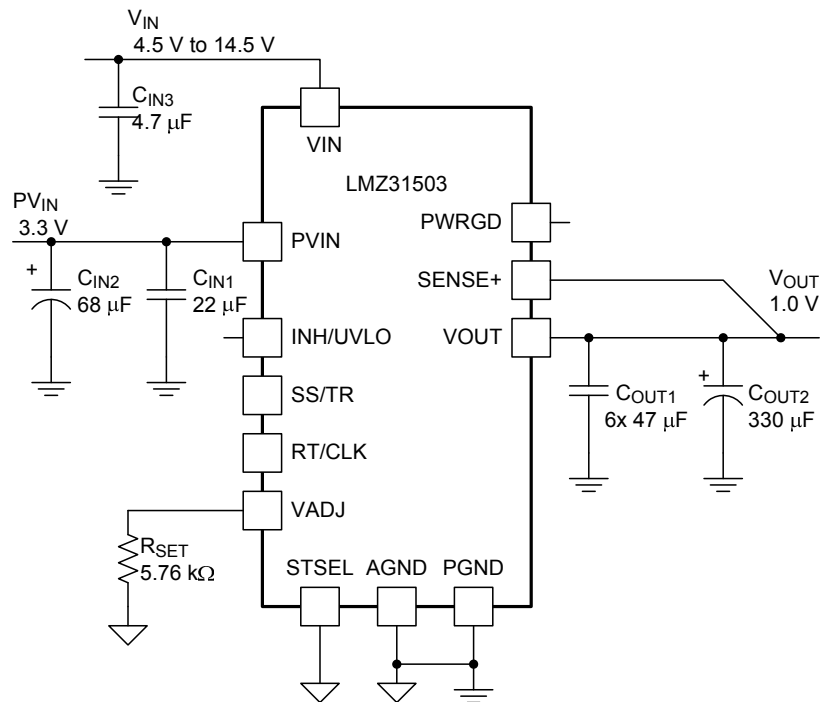 VIN
4.5 V to 14.5 V
CIN3
4.7 μF
VIN
LMZ31503
PVIN
3.3 V
PVIN
PWRGD
+
CIN2
68 μF
CIN1
22 μF
SENSE+
VOUT
1.0 V
INH/UVLO
VOUT
SS/TR
COUT1
6x 47 μF
+
COUT2
330 μF
RT/CLK
VADJ
RSET
5.76 kΩ
STSEL
AGND
PGND